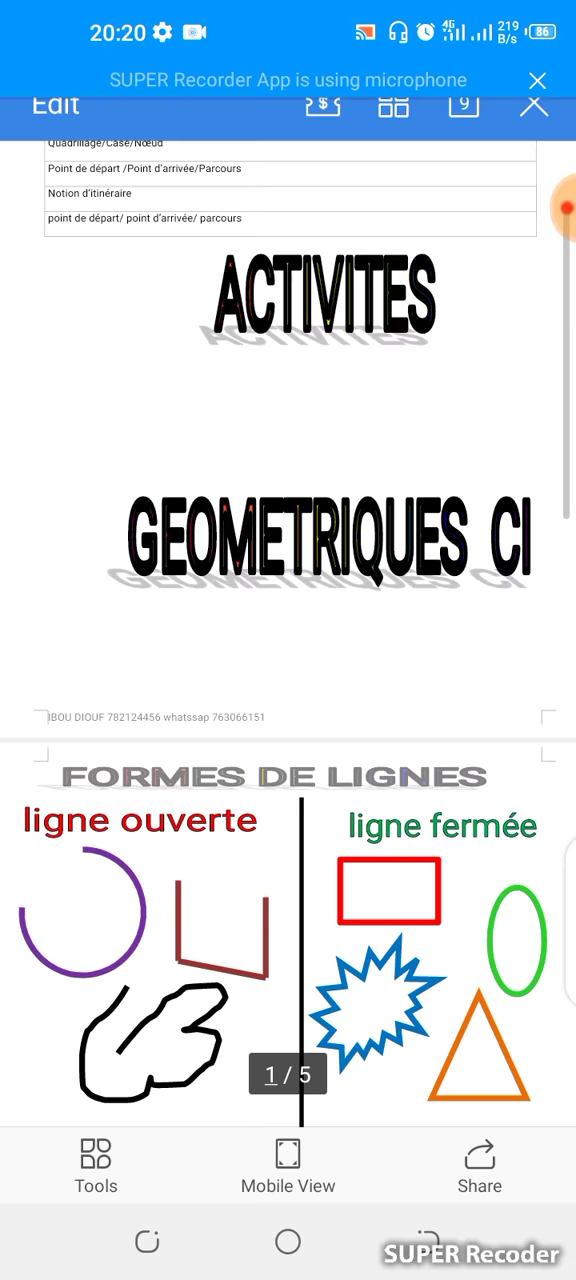 20:20 4G 219 B/s 86
SUPER Recorder App is using microphone
Edit 9
Quadrillage/Case/Nœud
Point de départ /Point d'arrivée/Parcours
Notion d'itinéraire
point de départ/ point d'arrivée/ parcours
ACTIVITES
GEOMETRIQUES CI
IBOU DIOUF 782124456 whatssap 763066151
FORMES DE LIGNES
ligne ouverte
ligne fermée
1 / 5
Tools
Mobile View
Share
SUPER Recoder